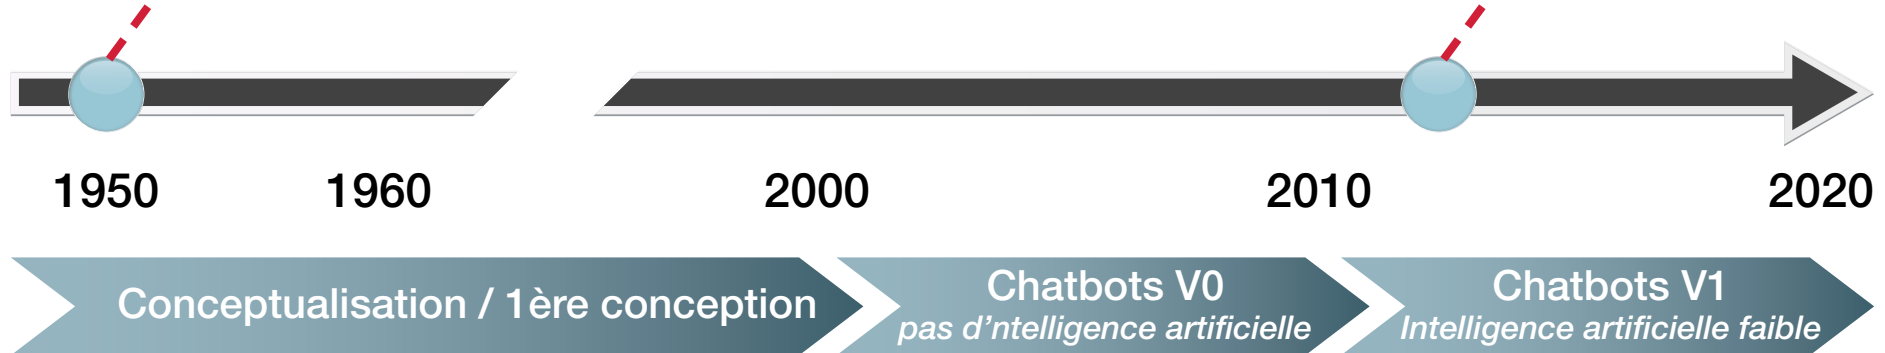 1950 1960 2000 2010 2020
Conceptualisation / 1ère conception
Chatbots V0
pas d'ntelligence artificielle
Chatbots V1
Intelligence artificielle faible